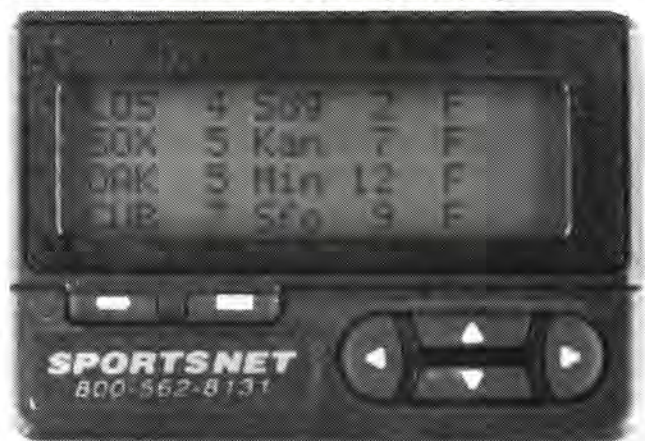 LOS 4 Sdg 2 F
SOX 5 Kan 7 F
OAK 5 Min 12 F
CUB 7 Sfo 9 F
SPORTSNET
800-562-8131